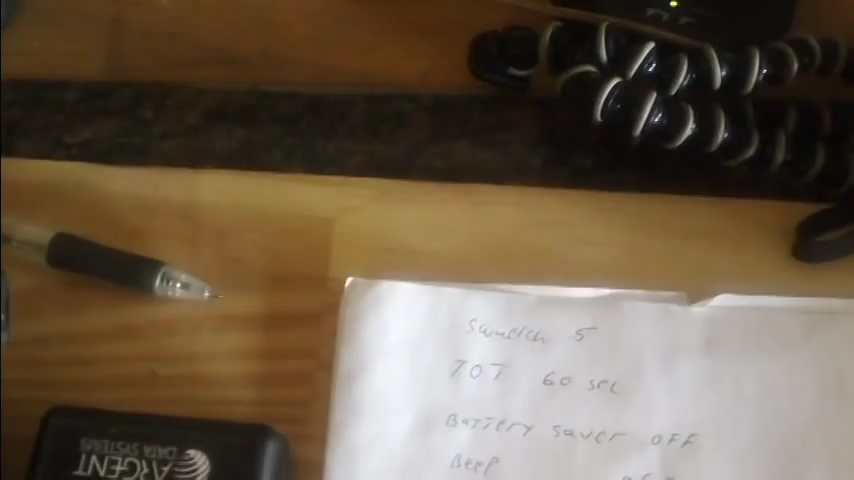 Squelch 5
TOT 60 sec
Battery saver OFF
Beep
ARGENT
DATA SYSTEMS